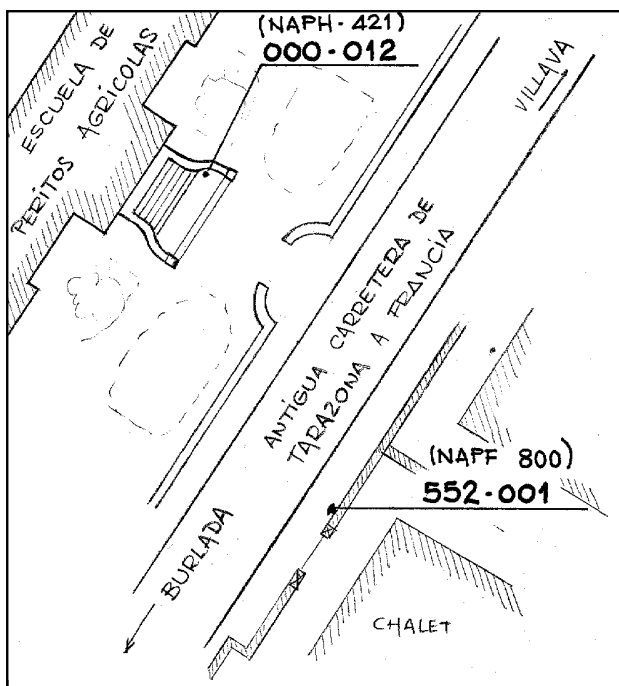 (NAPH-421)
000-012
ESCUELA DE
PERITOS AGRICOLAS
VILLAVA
ANTIGUA CARRETERA DE
TARAZONA A FRANCIA
(NAPF 800)
552-001
BURLADA
CHALET